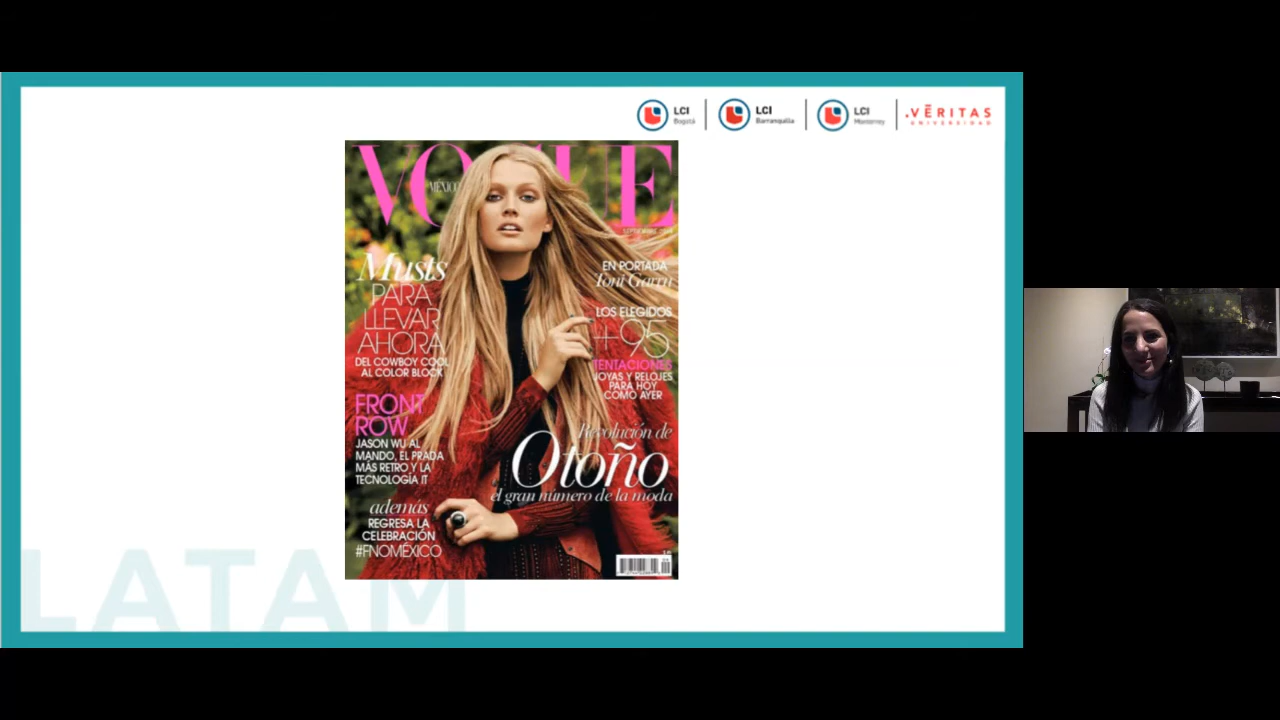 LCI
Bogotá
LCI
Barranquilla
LCI
Monterrey
.VĒRITAS
UNIVERSIDAD
VOGUE
MÉXICO
SEPTIEMBRE
Musts
PARA
LLEVAR
AHORA
DEL COWBOY COOL
AL COLOR BLOCK
FRONT
ROW
JASON WU AL
MANDO, EL PRADA
MÁS RETRO Y LA
TECNOLOGÍA IT
además
REGRESA LA
CELEBRACIÓN
#FNOMÉXICO
EN PORTADA
Toni Garrn
LOS ELEGIDOS
+95
TENTACIONES
JOYAS Y RELOJES
PARA HOY
COMO AYER
Revolución de
Otoño
el gran número de la moda
LATAM